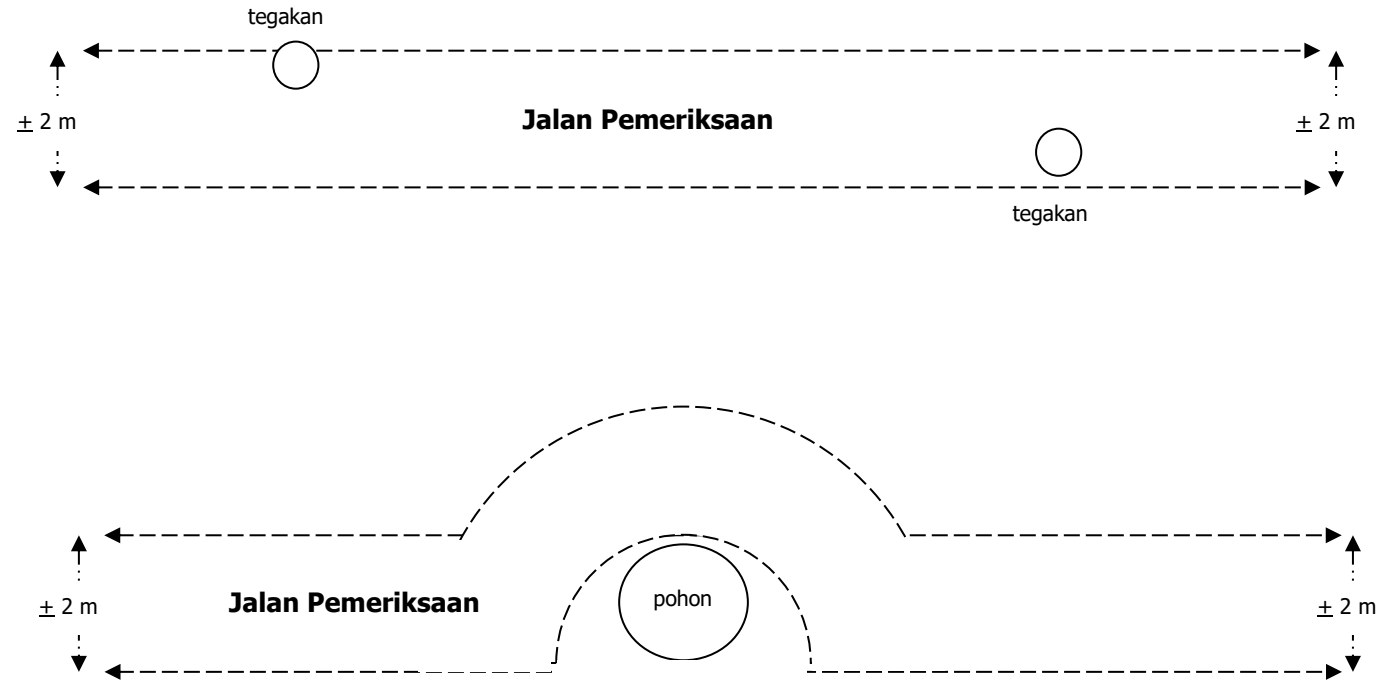 tegakan
± 2 m
Jalan Pemeriksaan
± 2 m
tegakan
± 2 m
Jalan Pemeriksaan
pohon
± 2 m